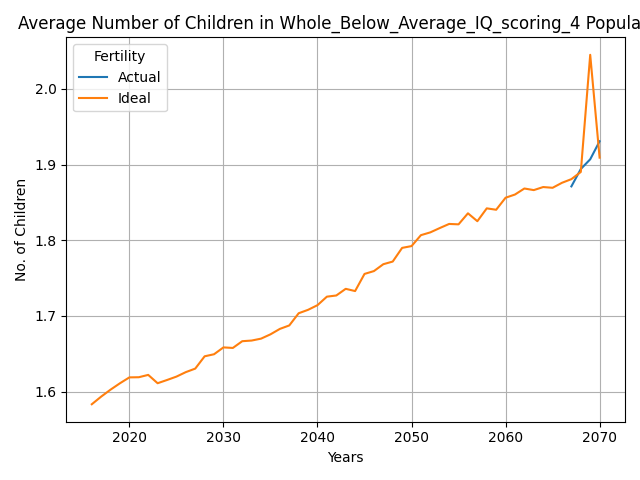 Average Number of Children in Whole_Below_Average_IQ_scoring_4 Popula
Fertility
Actual
Ideal
2.0
1.9
1.8
1.7
1.6
No. of Children
2020 2030 2040 2050 2060 2070
Years